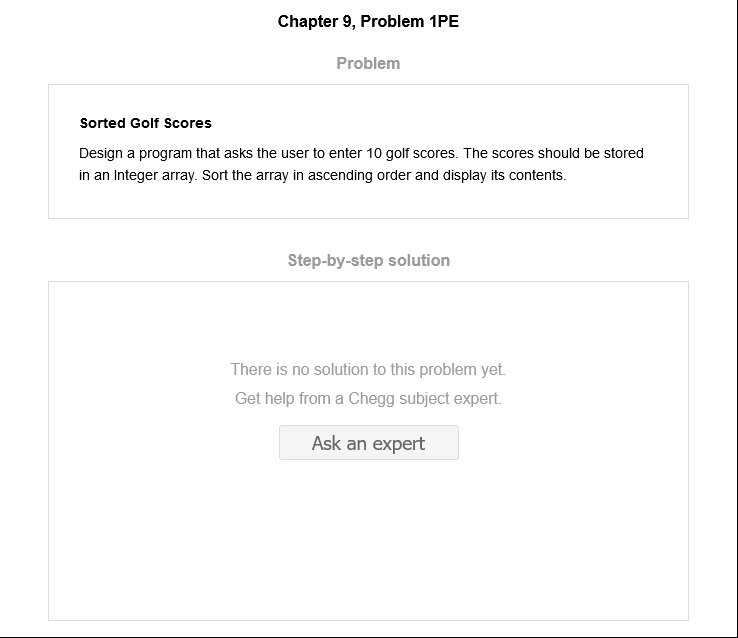 Chapter 9, Problem 1PE
Problem
Sorted Golf Scores
Design a program that asks the user to enter 10 golf scores. The scores should be stored
in an Integer array. Sort the array in ascending order and display its contents.
Step-by-step solution
There is no solution to this problem yet.
Get help from a Chegg subject expert.
Ask an expert